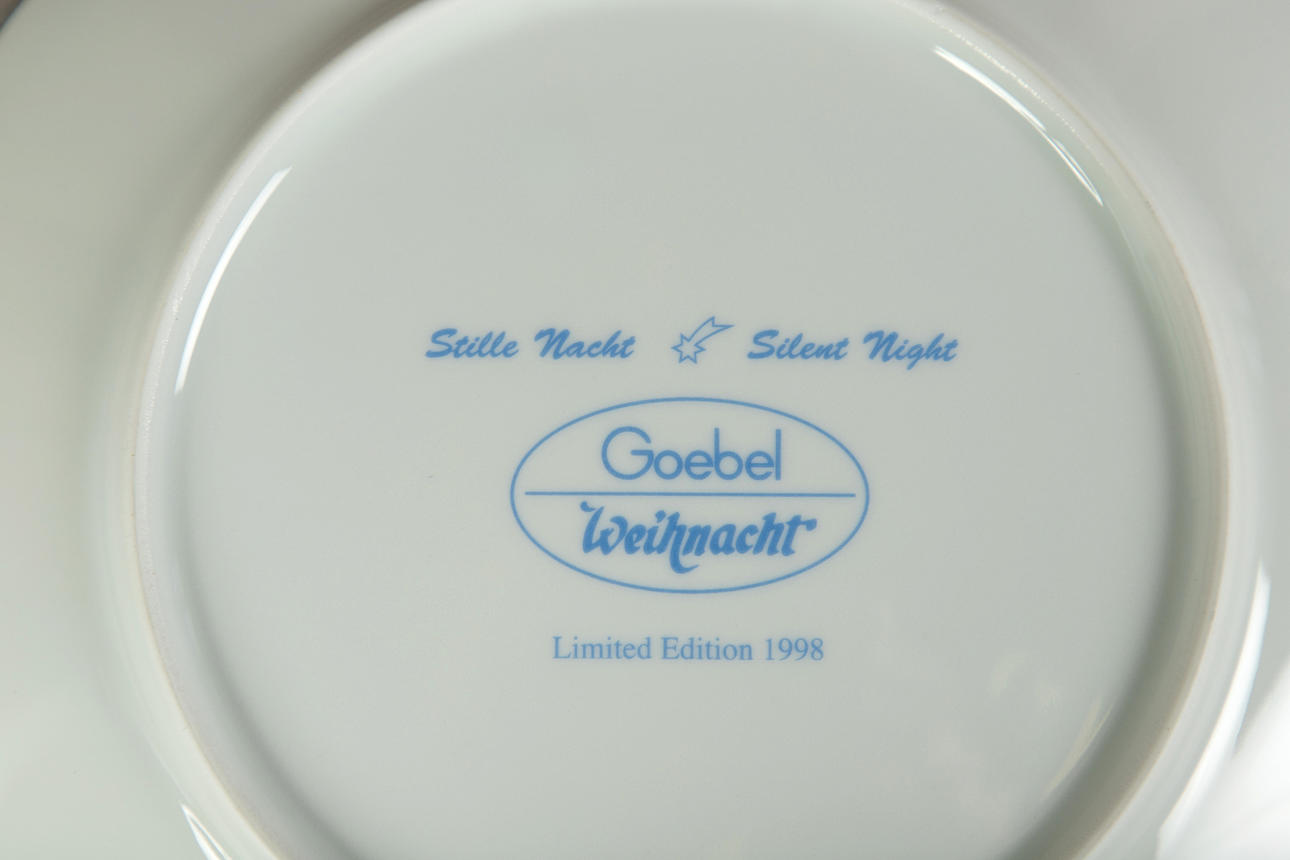 Stille Nacht Silent Night
Goebel
Weihnacht
Limited Edition 1998